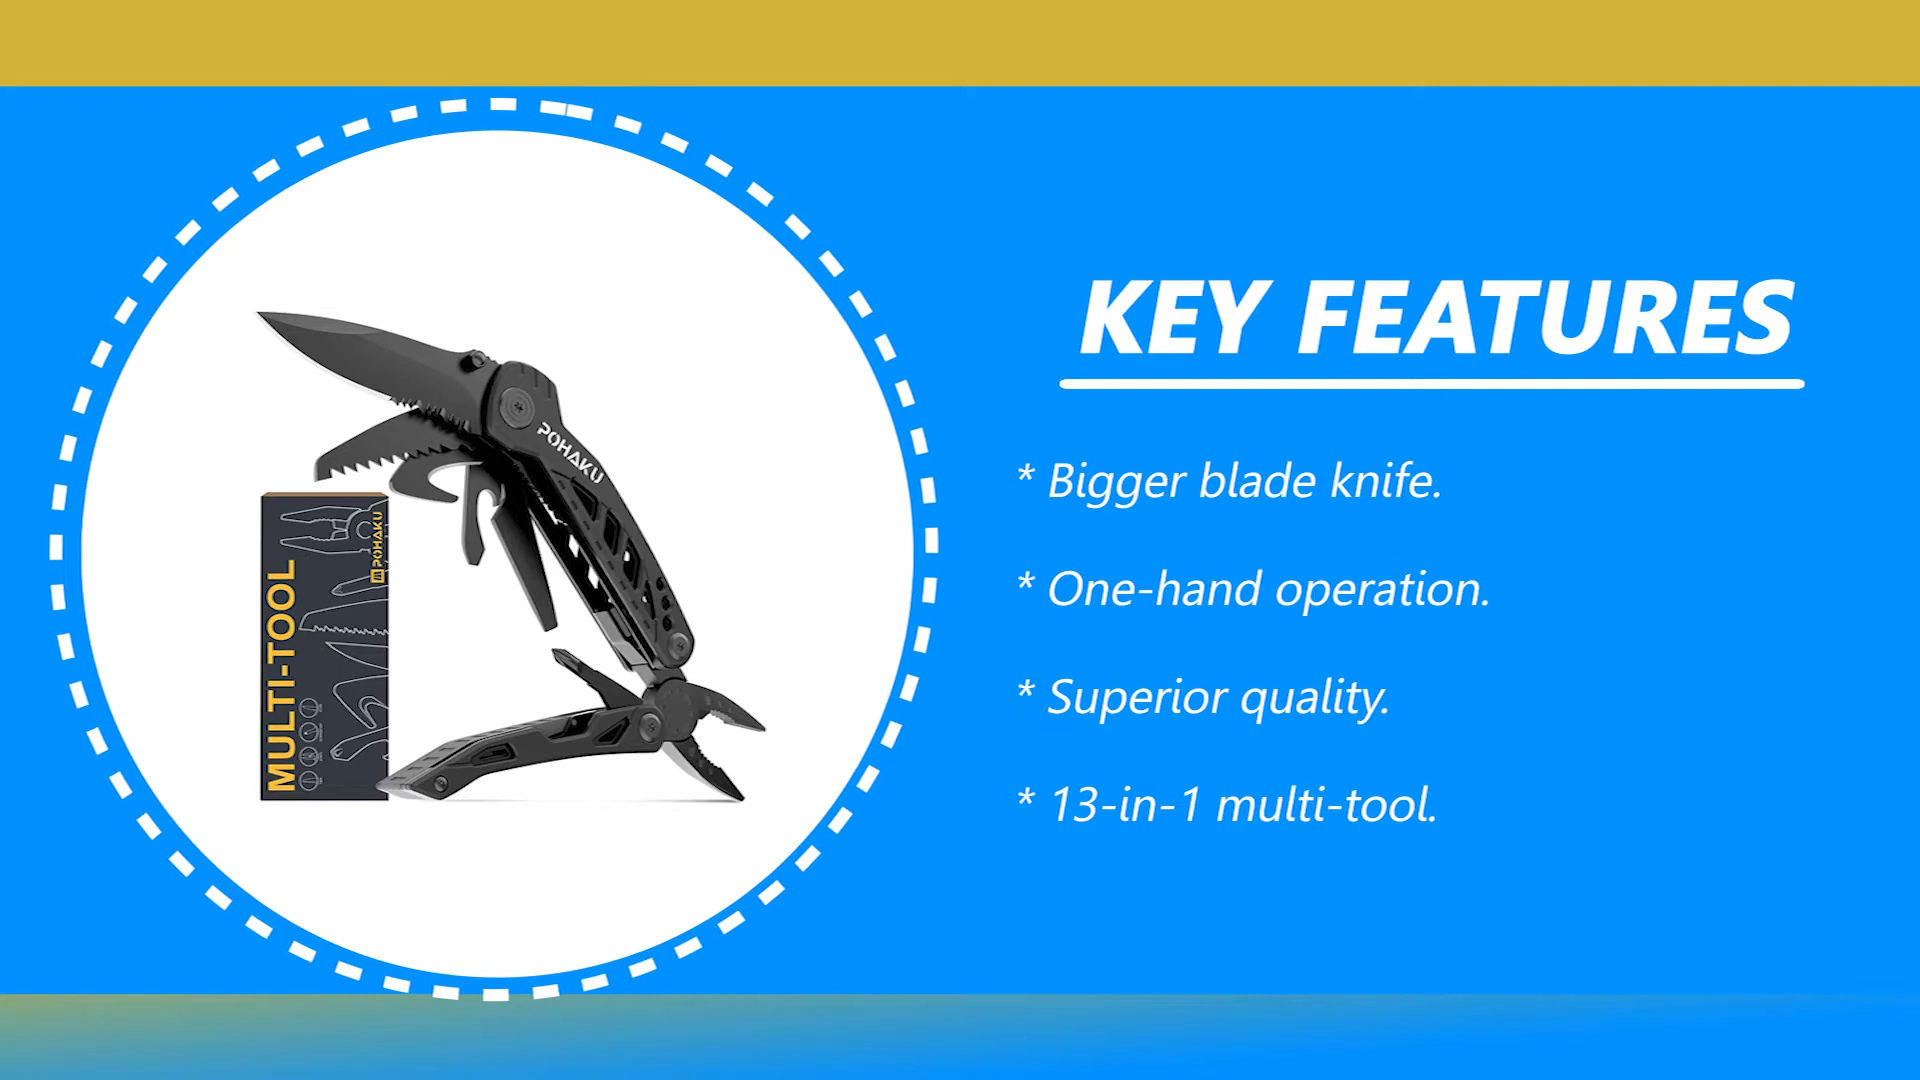 KEY FEATURES
* Bigger blade knife.
* One-hand operation.
* Superior quality.
* 13-in-1 multi-tool.
POHAKU
POHAKU
MULTI-TOOL